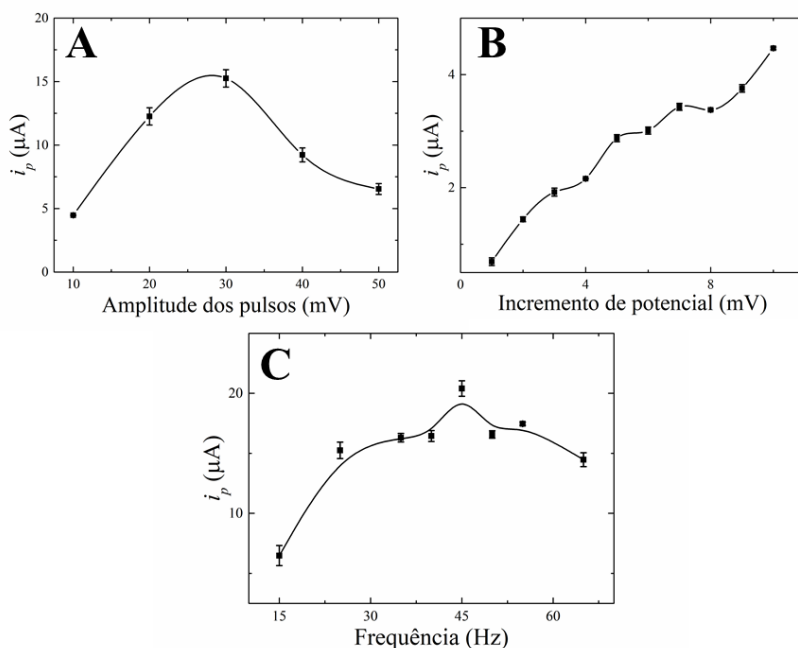 A
20
15
10
5
0
i_p (µA)
10 20 30 40 50
Amplitude dos pulsos (mV)
B
4
2
i_p (µA)
0 4 8
Incremento de potencial (mV)
C
20
10
i_p (µA)
15 30 45 60
Frequência (Hz)